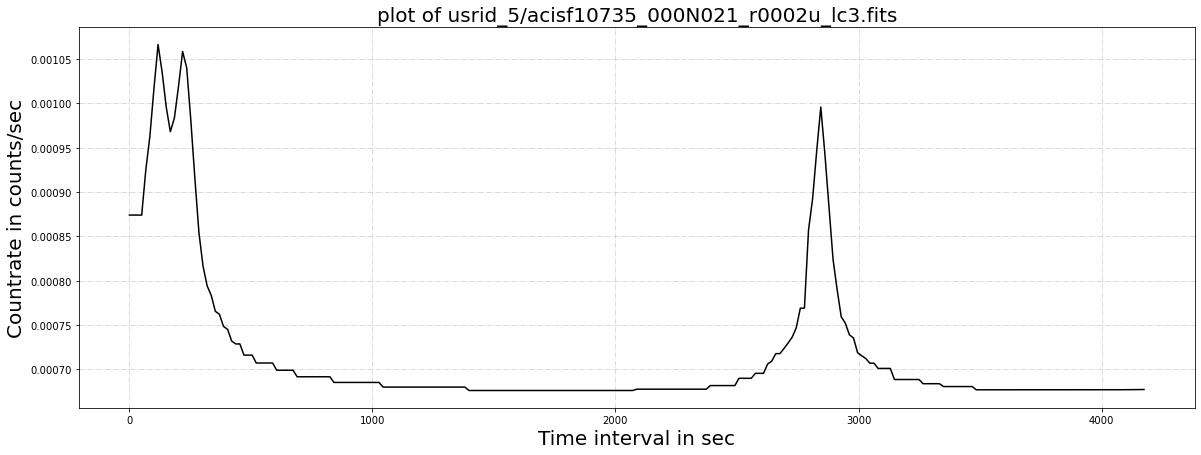 plot of usrid_5/acisf10735_000N021_r0002u_lc3.fits
Countrate in counts/sec
0.00105
0.00100
0.00095
0.00090
0.00085
0.00080
0.00075
0.00070
0 1000 2000 3000 4000
Time interval in sec